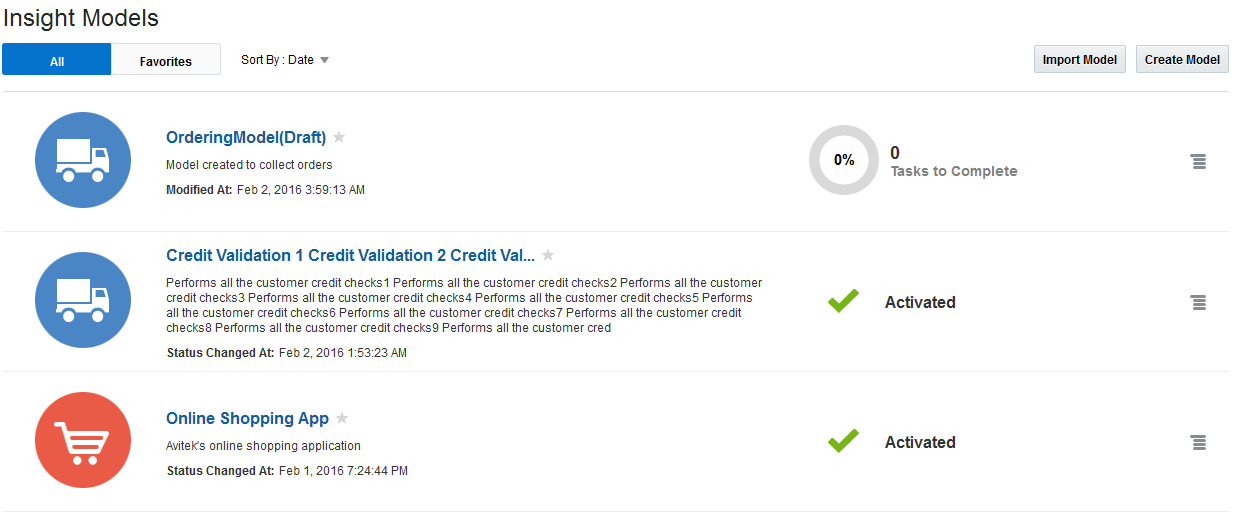 Insight Models
All Favorites Sort By : Date Import Model Create Model
OrderingModel(Draft)
Model created to collect orders
Modified At: Feb 2, 2016 3:59:13 AM
0%
0
Tasks to Complete
Credit Validation 1 Credit Validation 2 Credit Val...
Performs all the customer credit checks1 Performs all the customer credit checks2 Performs all the customer
credit checks3 Performs all the customer credit checks4 Performs all the customer credit checks5 Performs
all the customer credit checks6 Performs all the customer credit checks7 Performs all the customer credit
checks8 Performs all the customer credit checks9 Performs all the customer cred
Status Changed At: Feb 2, 2016 1:53:23 AM
Activated
Online Shopping App
Avitek's online shopping application
Status Changed At: Feb 1, 2016 7:24:44 PM
Activated